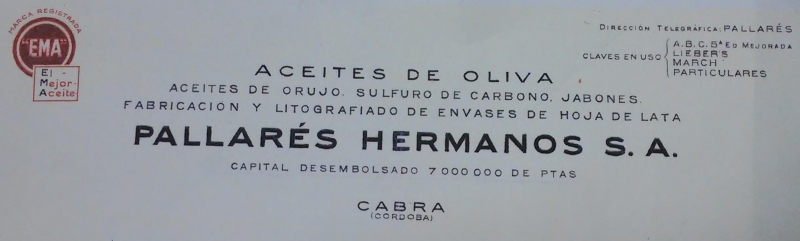 MARCA REGISTRADA
"EMA"
El -
Mejor-
Aceite
DIRECCIÓN TELEGRÁFICA: PALLARÉS
CLAVES EN USO
A.B.C. 5ª ED MEJORADA
LIEBER'S
MARCH
PARTICULARES
ACEITES DE OLIVA
ACEITES DE ORUJO. SULFURO DE CARBONO, JABONES.
FABRICACION Y LITOGRAFIADO DE ENVASES DE HOJA DE LATA
PALLARÉS HERMANOS S. A.
CAPITAL DESEMBOLSADO 7 000 000 DE PTAS
CABRA
(CÓRDOBA)